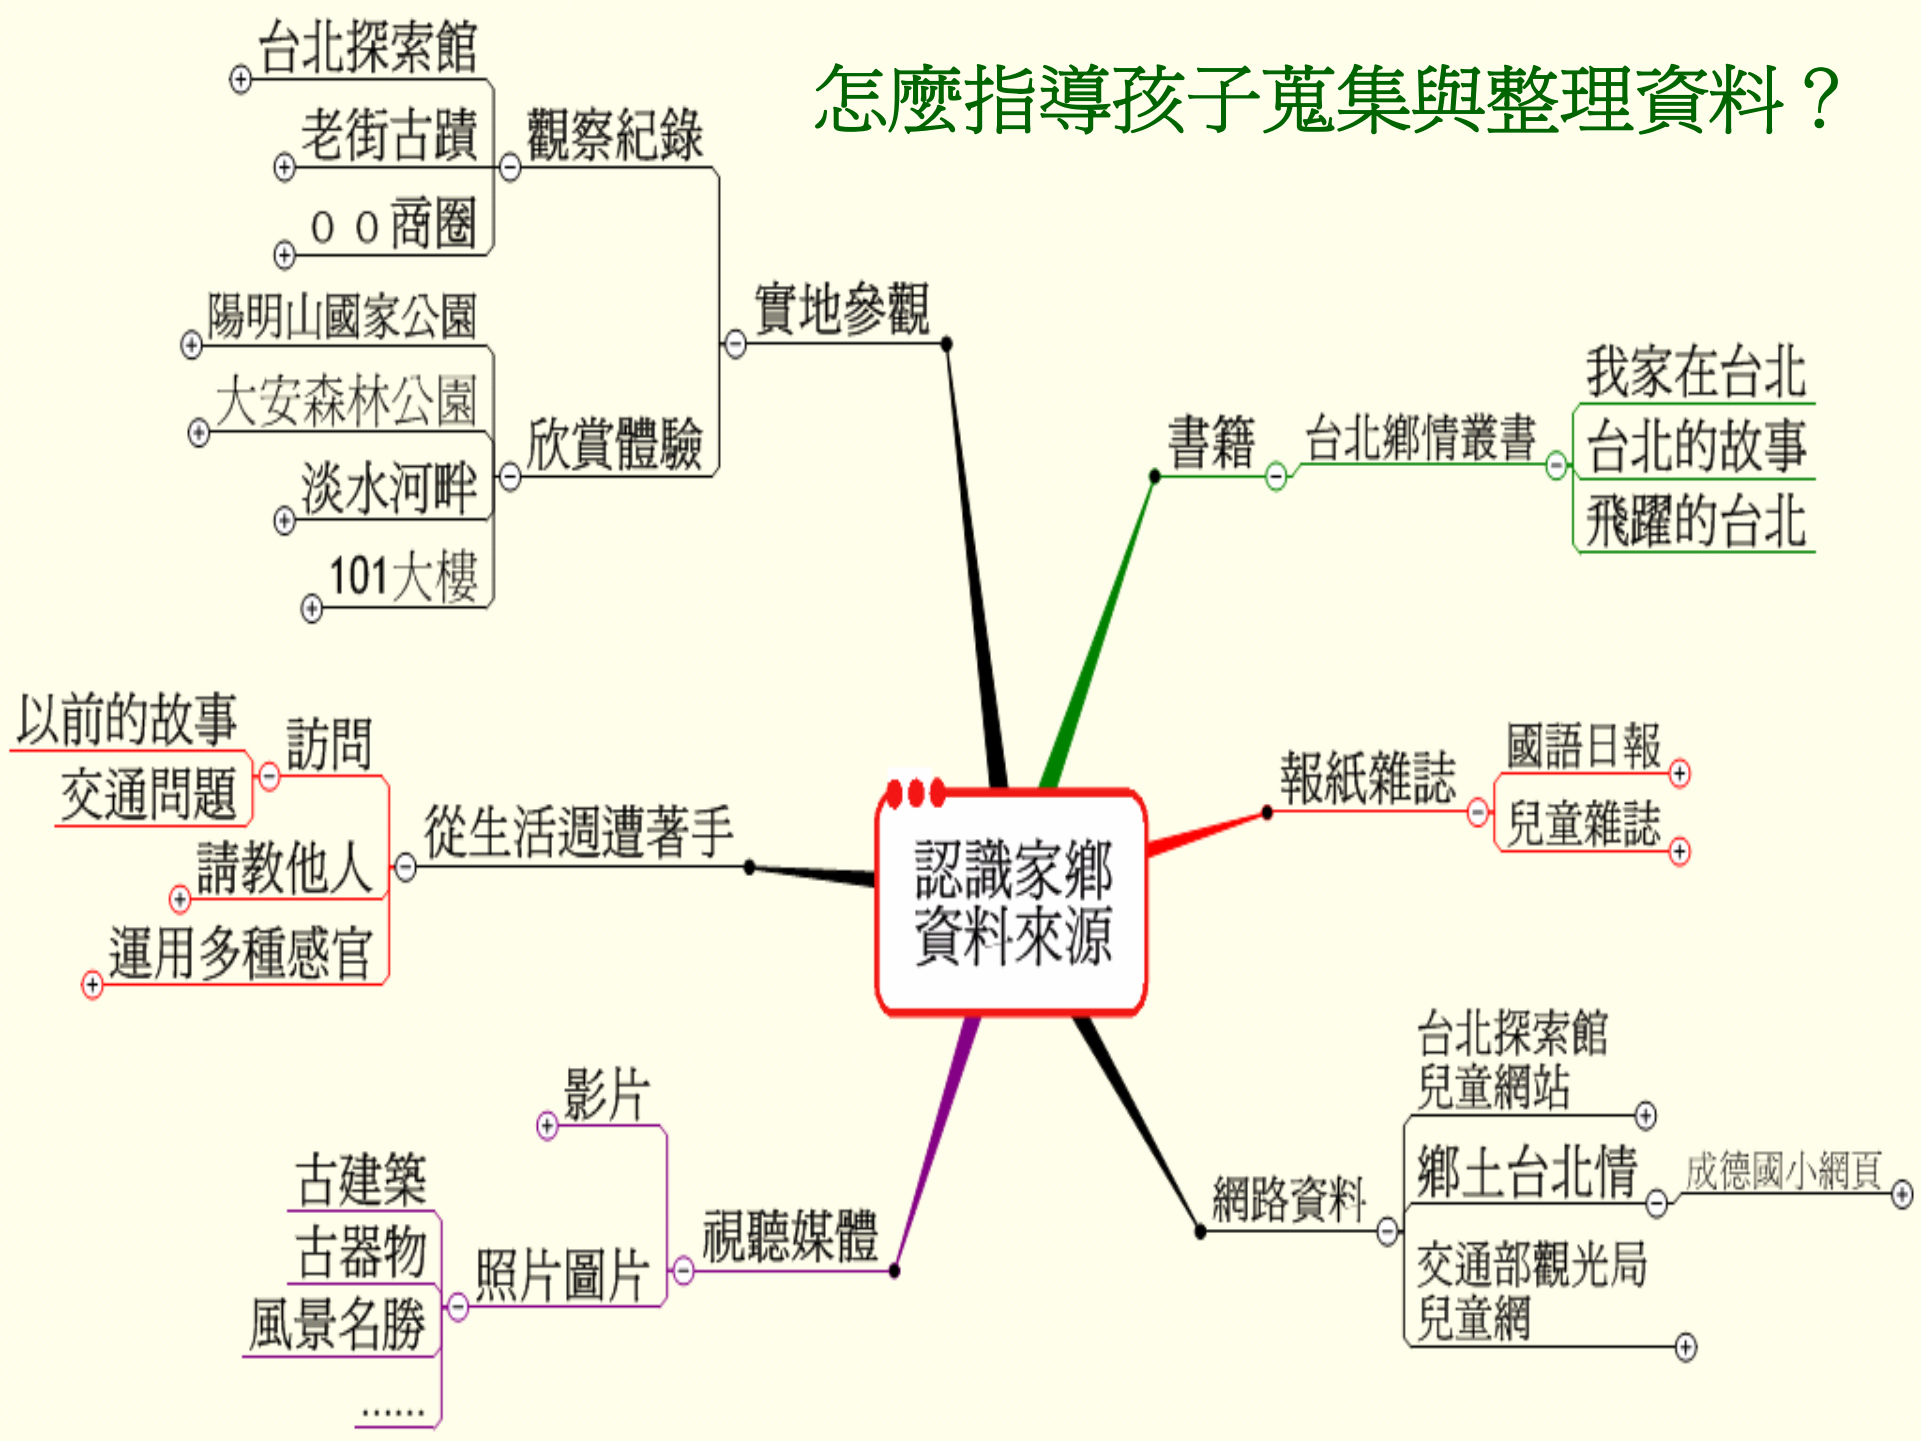 怎麼指導孩子蒐集與整理資料？
認識家鄉
資料來源
實地參觀
觀察紀錄
台北探索館
老街古蹟
ＯＯ商圈
欣賞體驗
陽明山國家公園
大安森林公園
淡水河畔
101大樓
書籍
台北鄉情叢書
我家在台北
台北的故事
飛躍的台北
報紙雜誌
國語日報
兒童雜誌
從生活週遭著手
訪問
以前的故事
交通問題
請教他人
運用多種感官
視聽媒體
影片
照片圖片
古建築
古器物
風景名勝
……
網路資料
台北探索館
兒童網站
鄉土台北情
成德國小網頁
交通部觀光局
兒童網